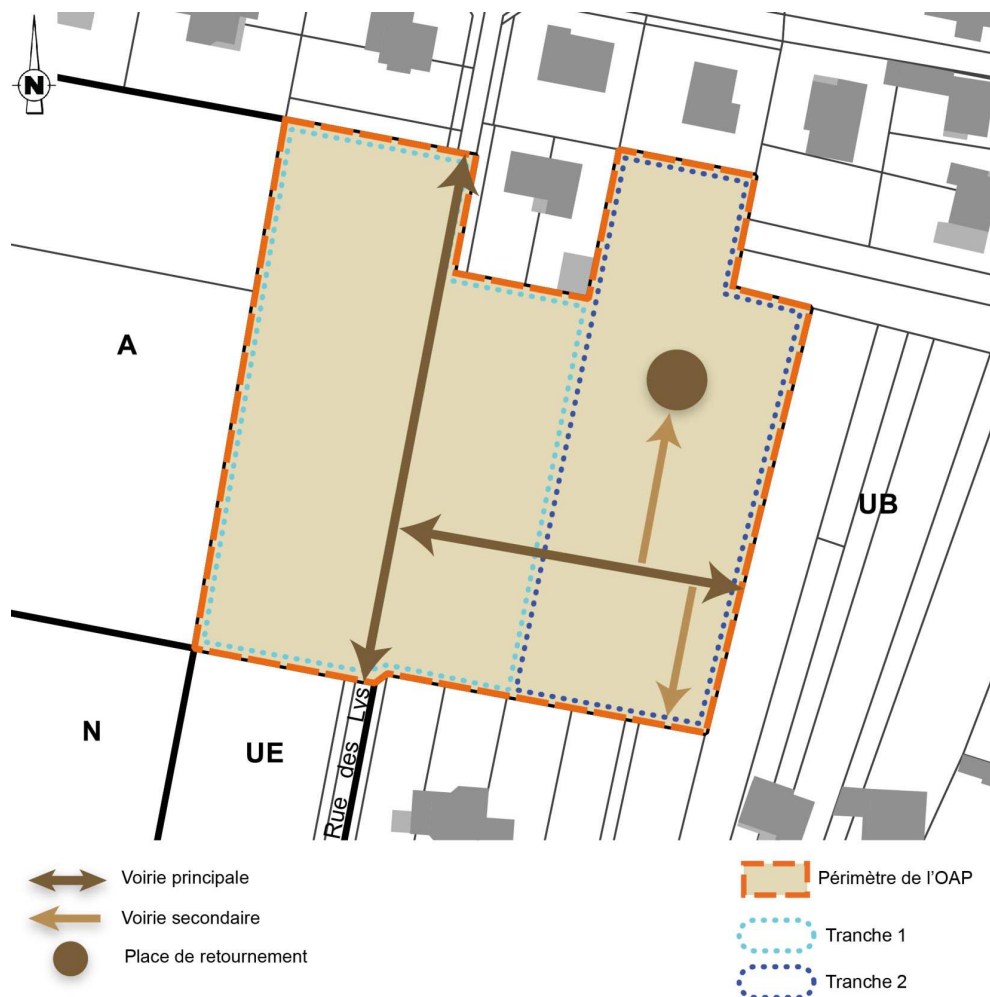 N
A
UB
N
UE
Rue des Lys
Voirie principale
Voirie secondaire
Place de retournement
Périmètre de l'OAP
Tranche 1
Tranche 2